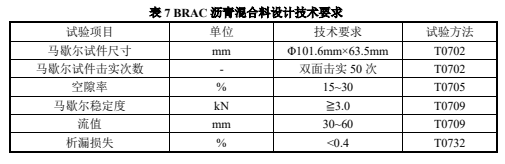 表 7 BRAC 沥青混合料设计技术要求
试验项目 单位 技术要求 试验方法
马歇尔试件尺寸 mm Φ101.6mm×63.5mm T0702
马歇尔试件击实次数 - 双面击实 50 次 T0702
空隙率 % 15~30 T0705
马歇尔稳定度 kN ≧3.0 T0709
流值 mm 30~60 T0709
析漏损失 % <0.4 T0732